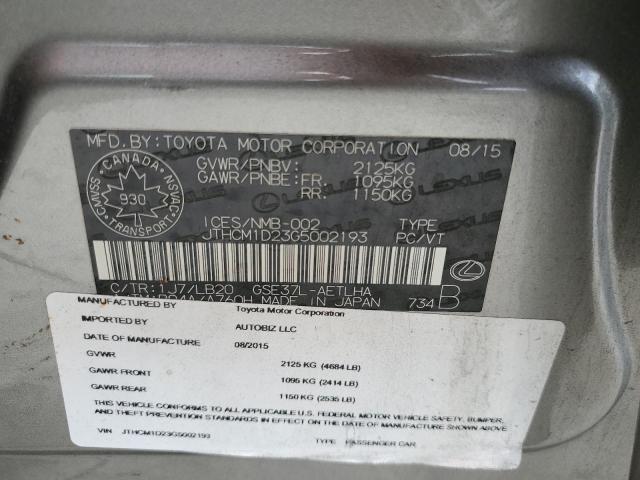 MFD.BY:TOYOTA MOTOR CORPORATION 08/15
GVWR/PNBV: 2125KG
GAWR/PNBE:FR 1095KG
RR: 1150KG
CANADA
CMVSS
NSVAC
930
ICES/NMB-002 TYPE
JTHCM1D23G5002193 PC/VT
C/TR:1J7/LB20 GSE37L-AETLHA
A760H IN JAPAN 734 B
LEXUS
MANUFACTURED BY Toyota Motor Corporation
AUTOBIZ LLC
DATE OF MANUFACTURE 08/2015
GVWR 2125 KG (4684 LB)
GAWR FRONT 1095 KG (2414 LB)
GAWR REAR 1150 KG (2535 LB)
THIS VEHICLE CONFORMS TO ALL APPLICABLE U.S. FEDERAL MOTOR VEHICLE SAFETY, BUMPER,
AND THEFT PREVENTION STANDARDS IN EFFECT ON THE DATE OF MANUFACTURE SHOWN ABOVE
VIN JTHCM1D23G5002193 TYPE PASSENGER CAR